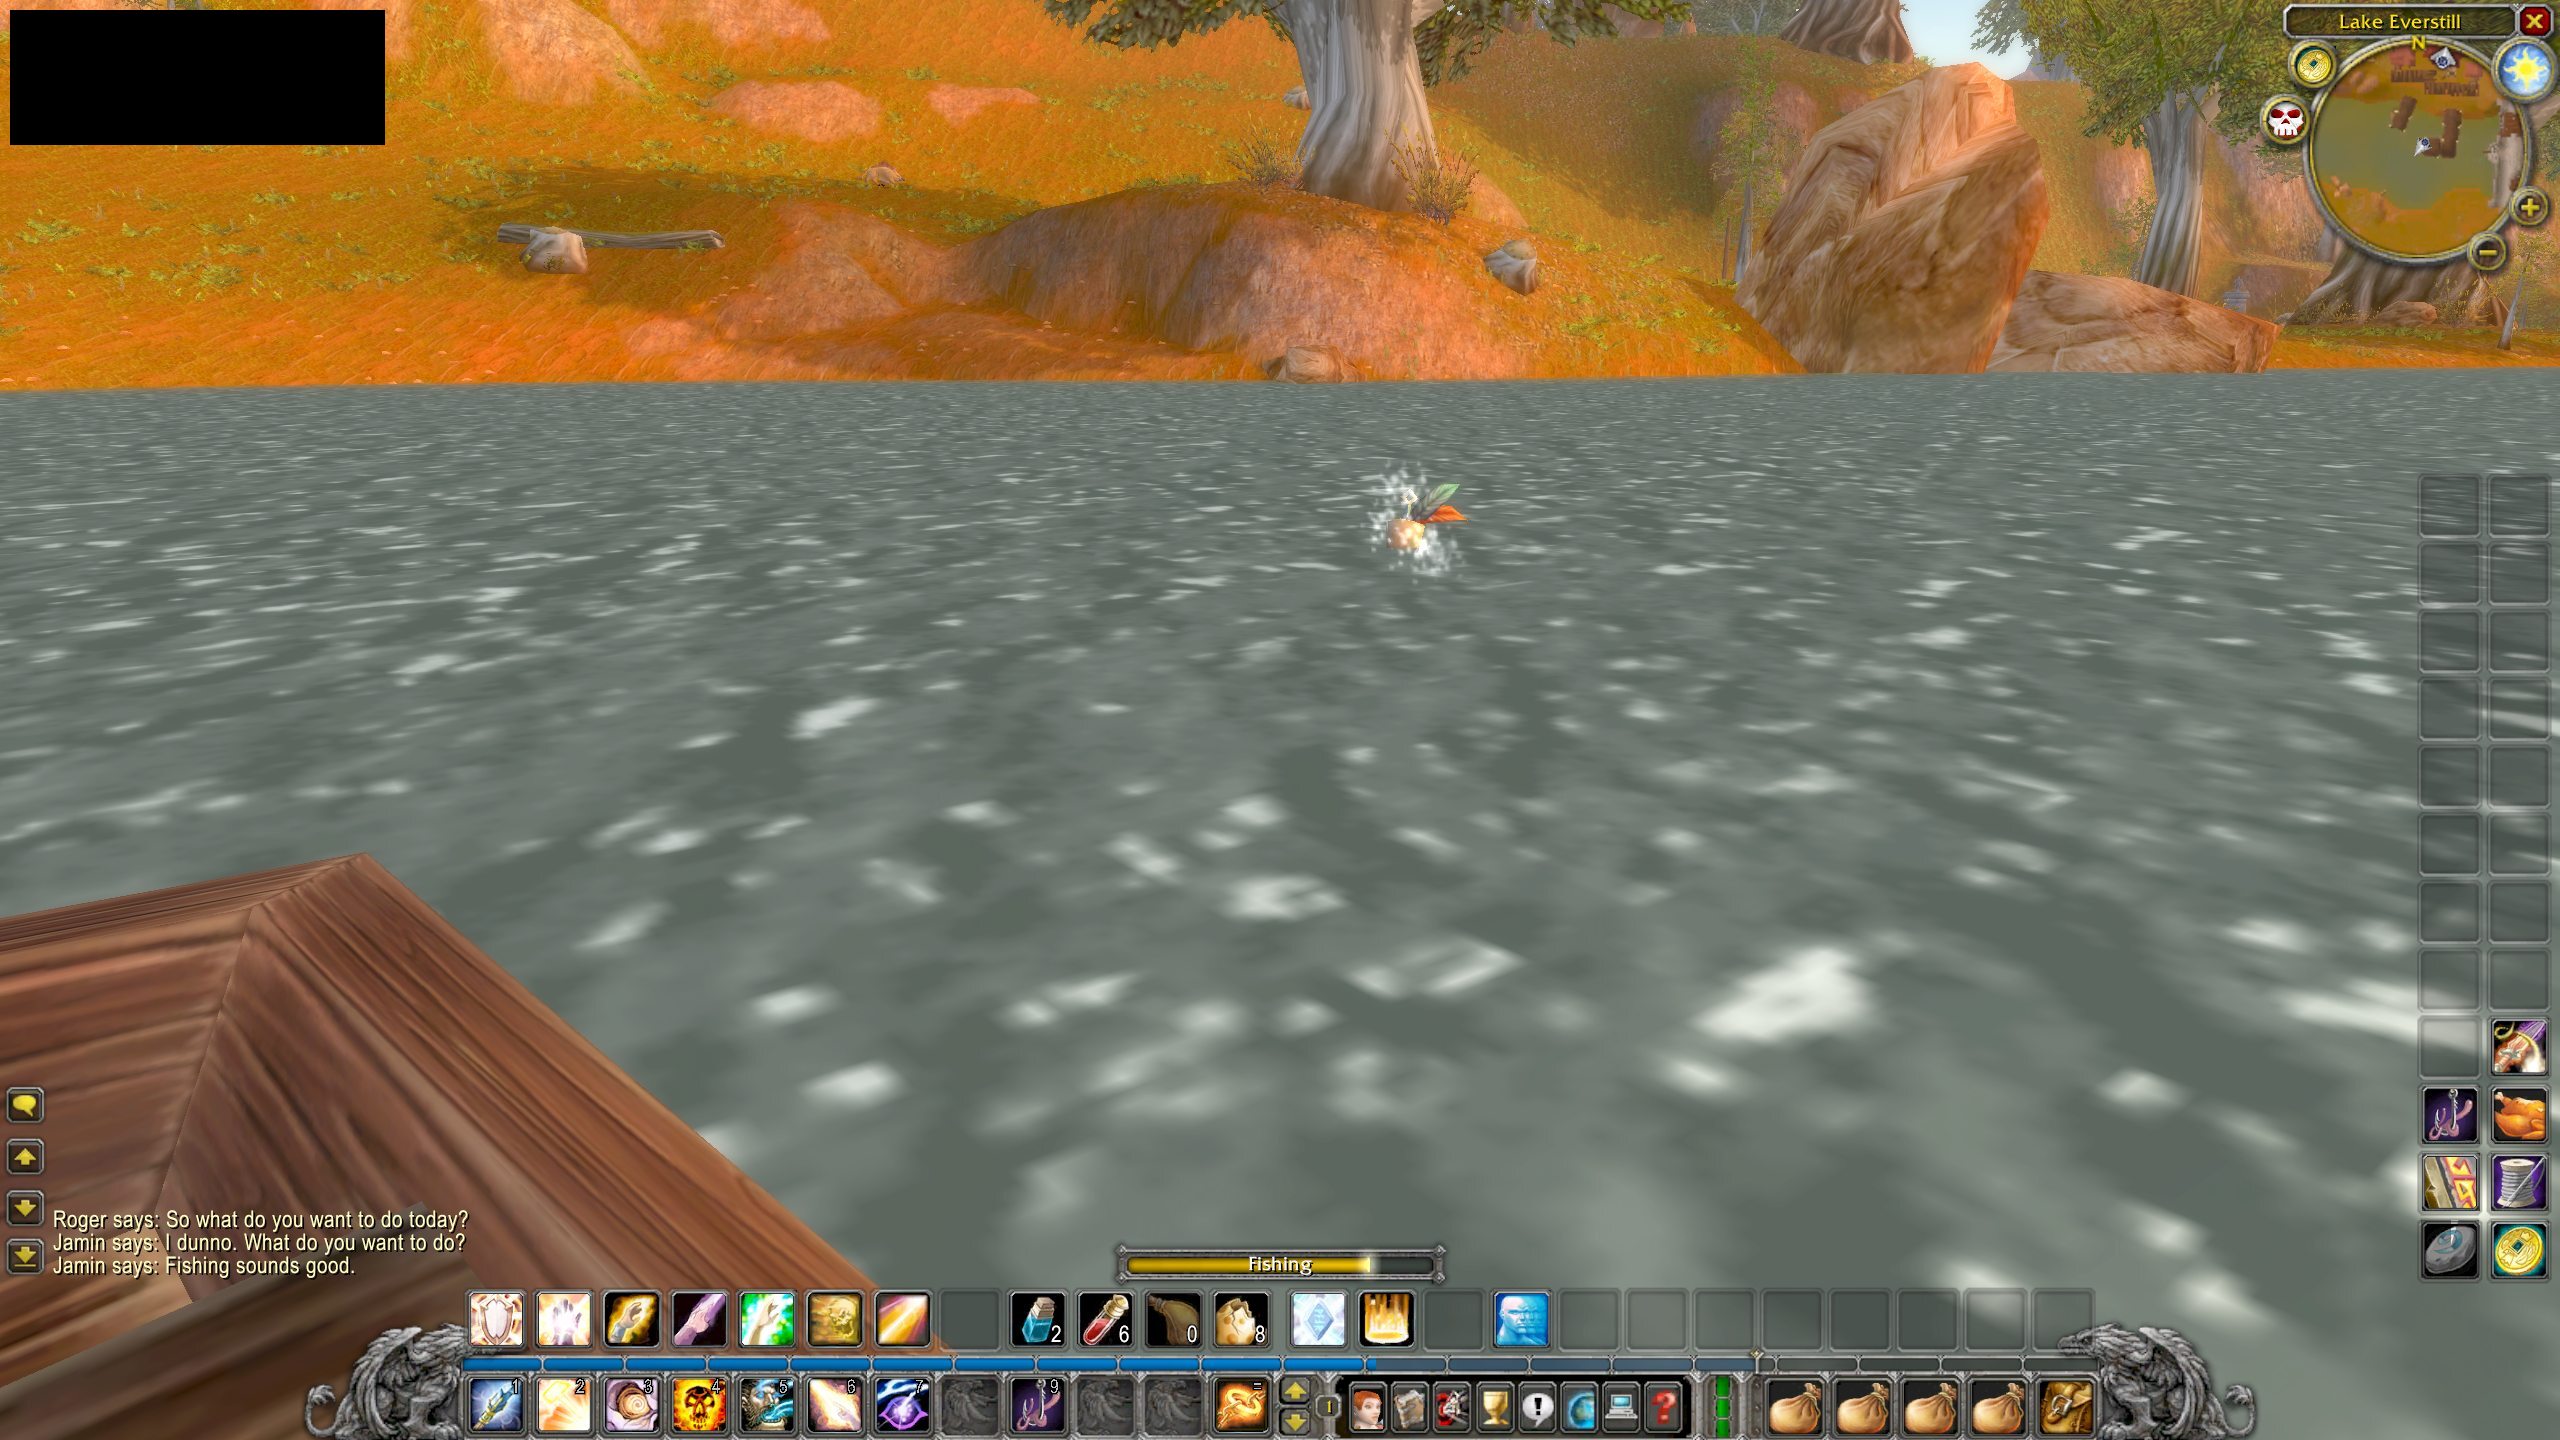 Lake Everstill
N
Roger says: So what do you want to do today?
Jamin says: I dunno. What do you want to do?
Jamin says: Fishing sounds good.
Fishing
2 6 0 8
1 2 3 4 5 6 7 9 = 1